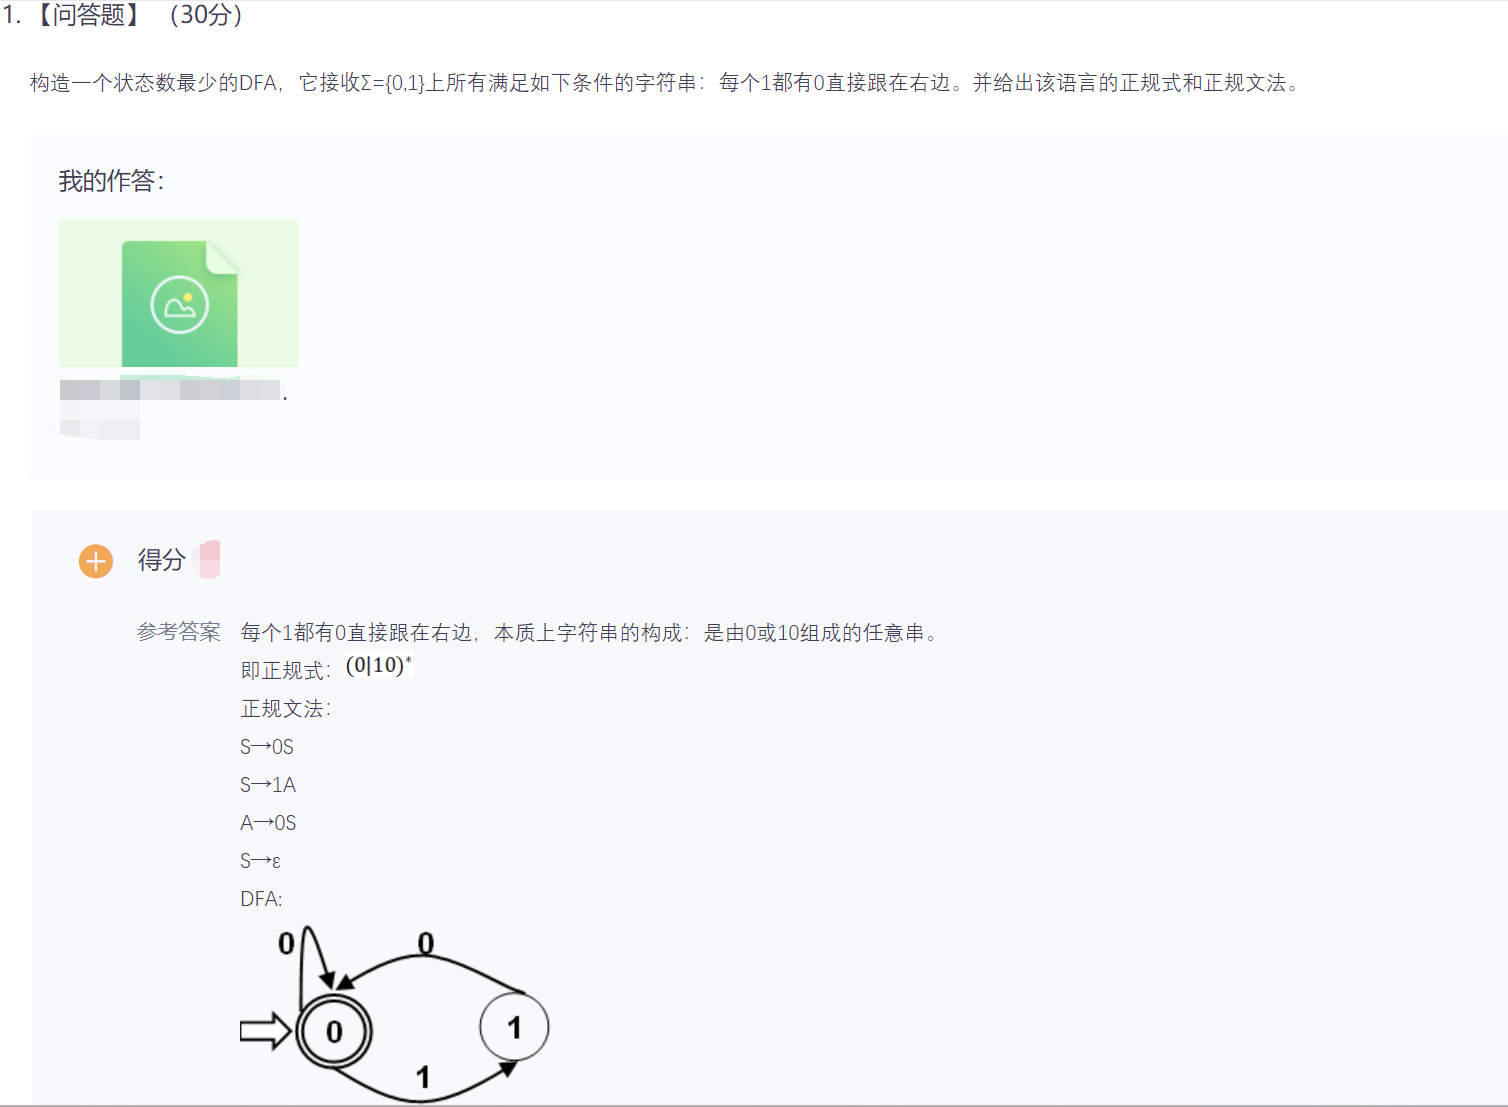 1. 【问答题】 （30分）
构造一个状态数最少的DFA，它接收Σ={0,1}上所有满足如下条件的字符串：每个1都有0直接跟在右边。并给出该语言的正规式和正规文法。
我的作答：
.
得分
参考答案 每个1都有0直接跟在右边，本质上字符串的构成：是由0或10组成的任意串。
即正规式：(0|10)*
正规文法：
S→0S
S→1A
A→0S
S→ε
DFA:
0 0
0 1
1